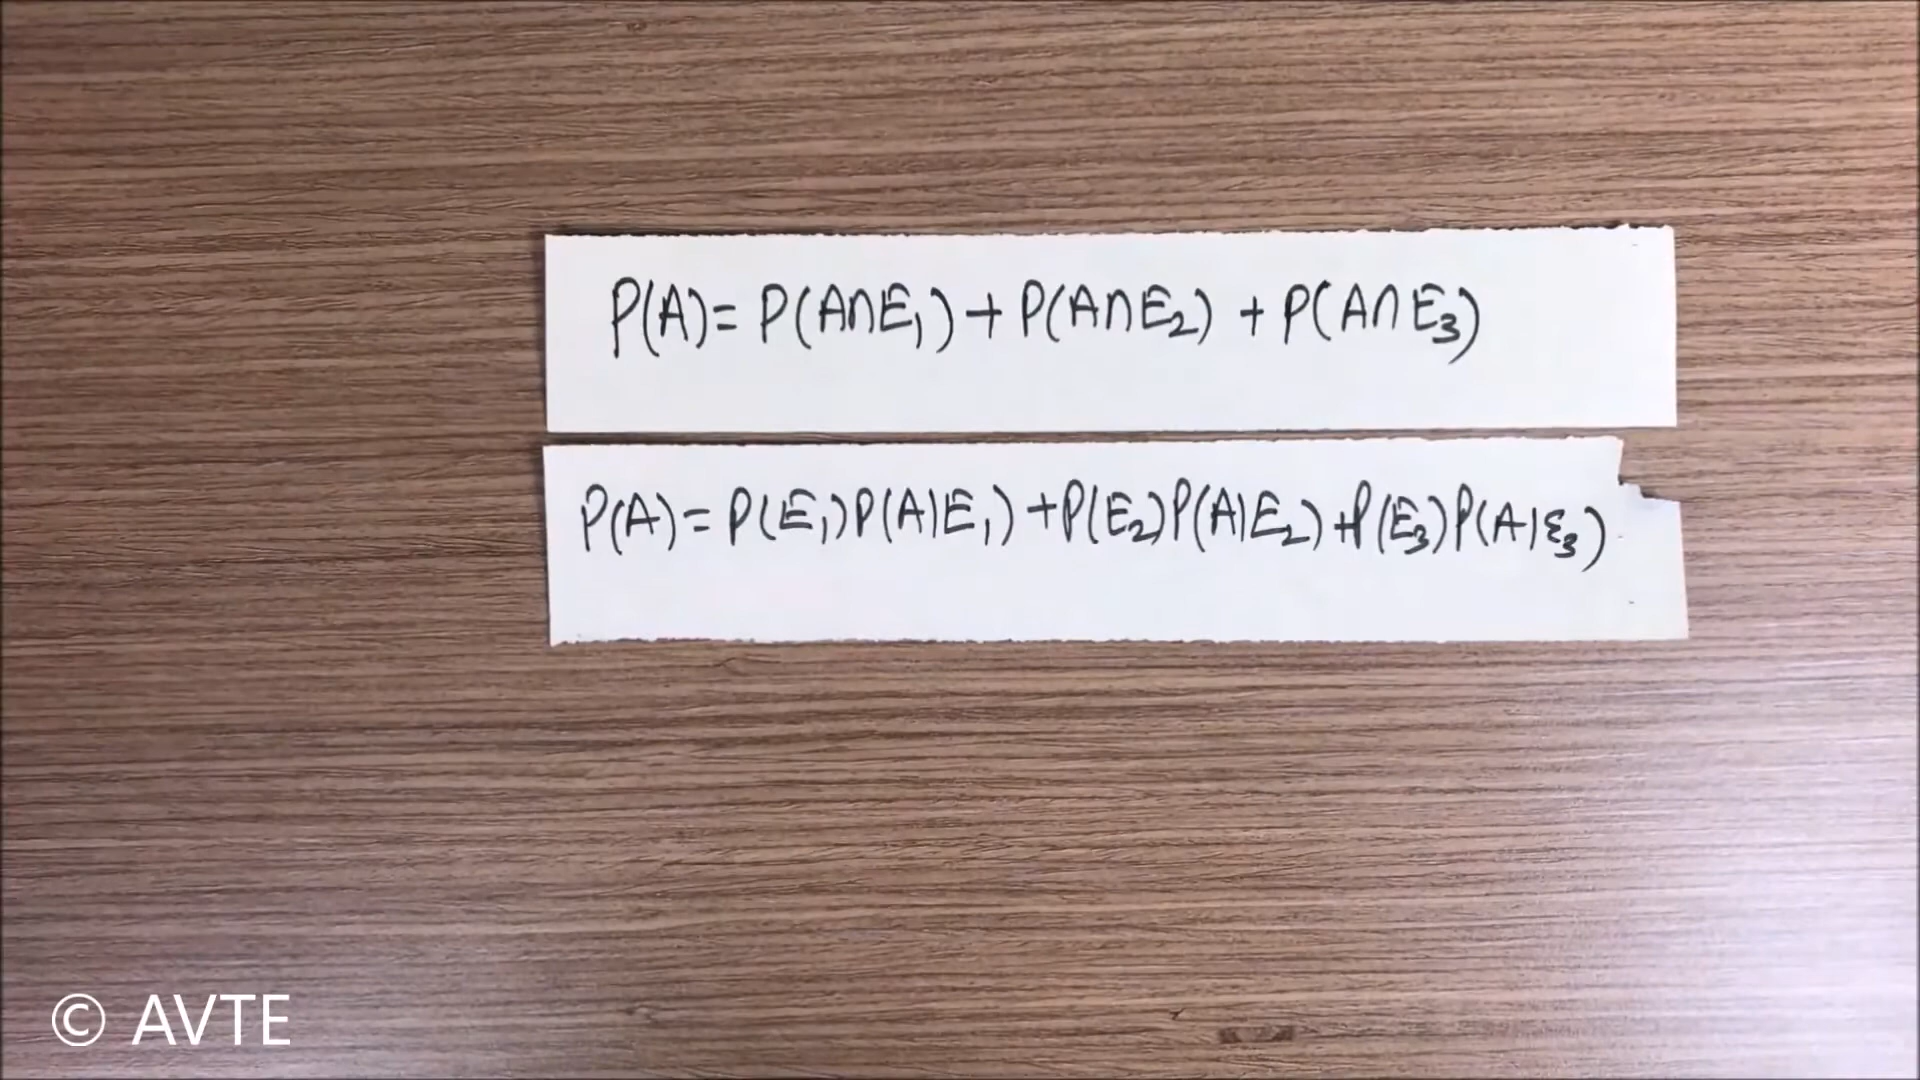 P(A)= P(A∩E₁)+P(A∩E₂) + P(A∩E₃)
P(A)= P(E₁)P(A|E₁)+P(E₂)P(A|E₂)+P(E₃)P(A|E₃)
© AVTE